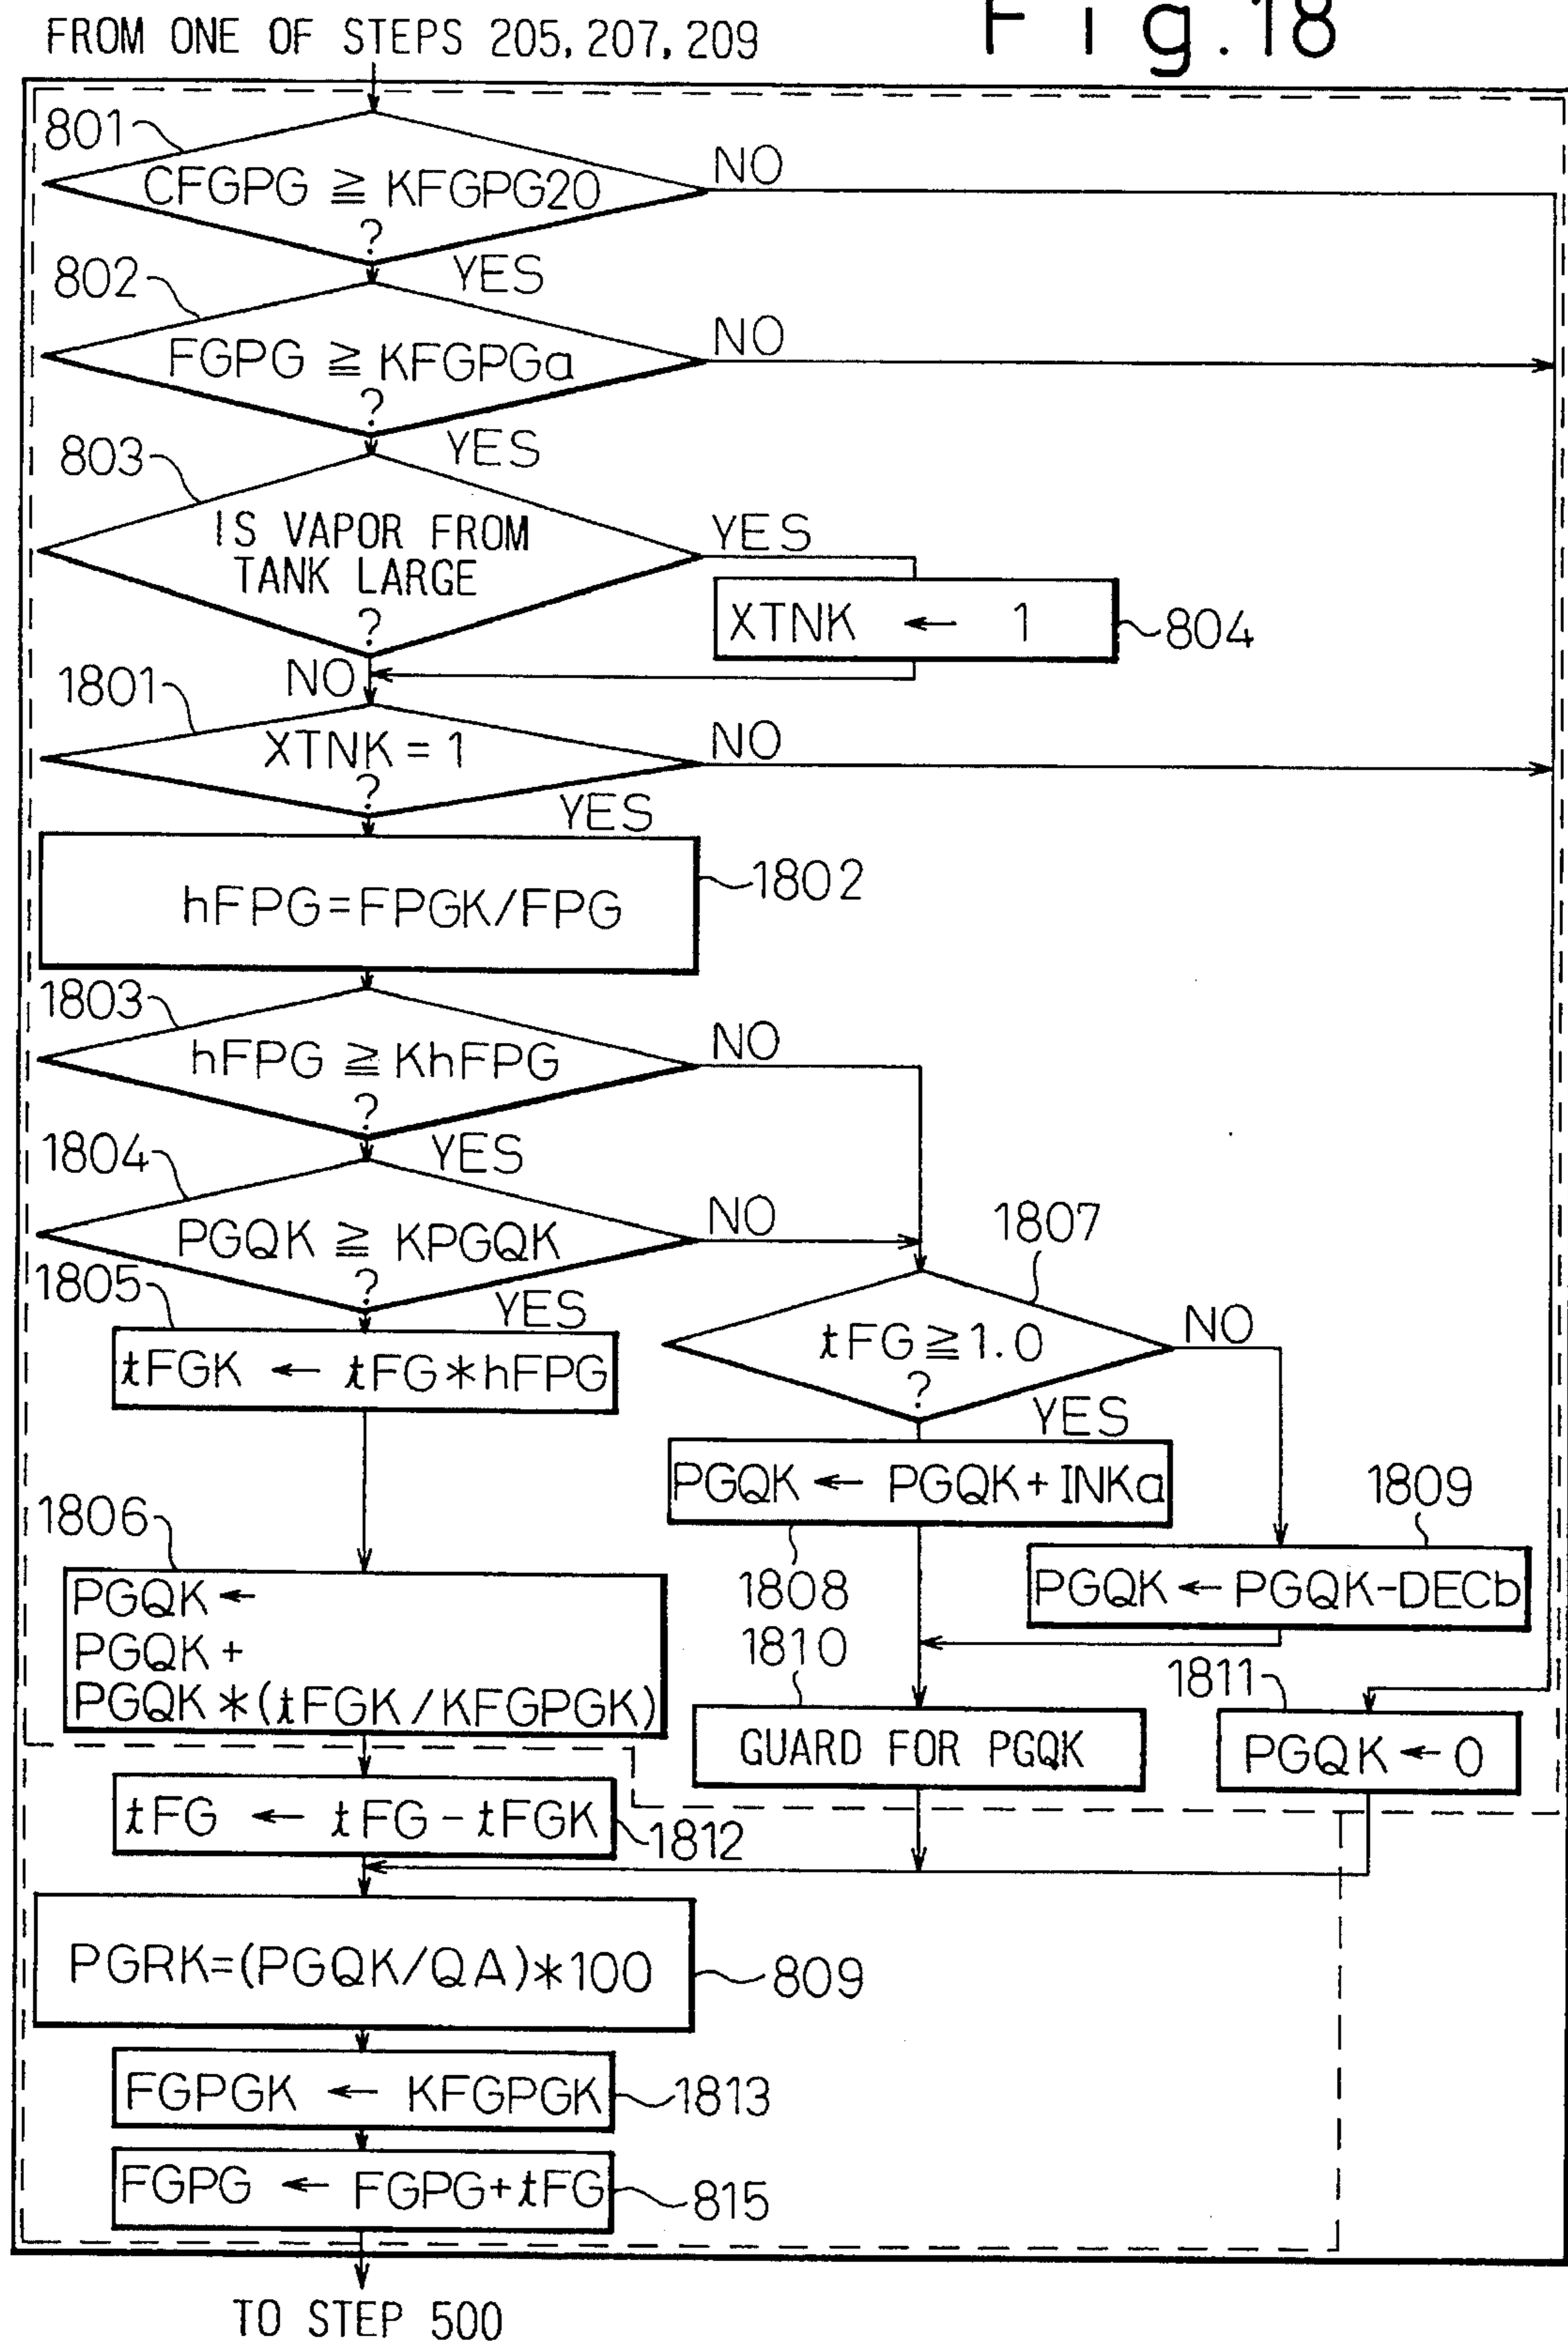 Fig.18
FROM ONE OF STEPS 205, 207, 209
801
CFGPG ≧ KFGPG20
?
NO
YES
802
FGPG ≧ KFGPGa
?
NO
YES
803
IS VAPOR FROM
TANK LARGE
?
YES
XTNK ← 1
804
NO
1801
XTNK = 1
?
NO
YES
hFPG=FPGK/FPG
1802
1803
hFPG ≧ KhFPG
?
NO
YES
1804
PGQK ≧ KPGQK
?
NO
YES
1805
tFGK ← tFG*hFPG
1807
tFG ≧ 1.0
?
NO
YES
PGQK ← PGQK+INKa
1808
1809
PGQK ← PGQK-DECb
1806
PGQK ←
PGQK +
PGQK *(tFGK/KFGPGK)
1810
GUARD FOR PGQK
1811
PGQK ← 0
tFG ← tFG-tFGK
1812
PGRK=(PGQK/QA)*100
809
FGPGK ← KFGPGK
1813
FGPG ← FGPG+tFG
815
TO STEP 500